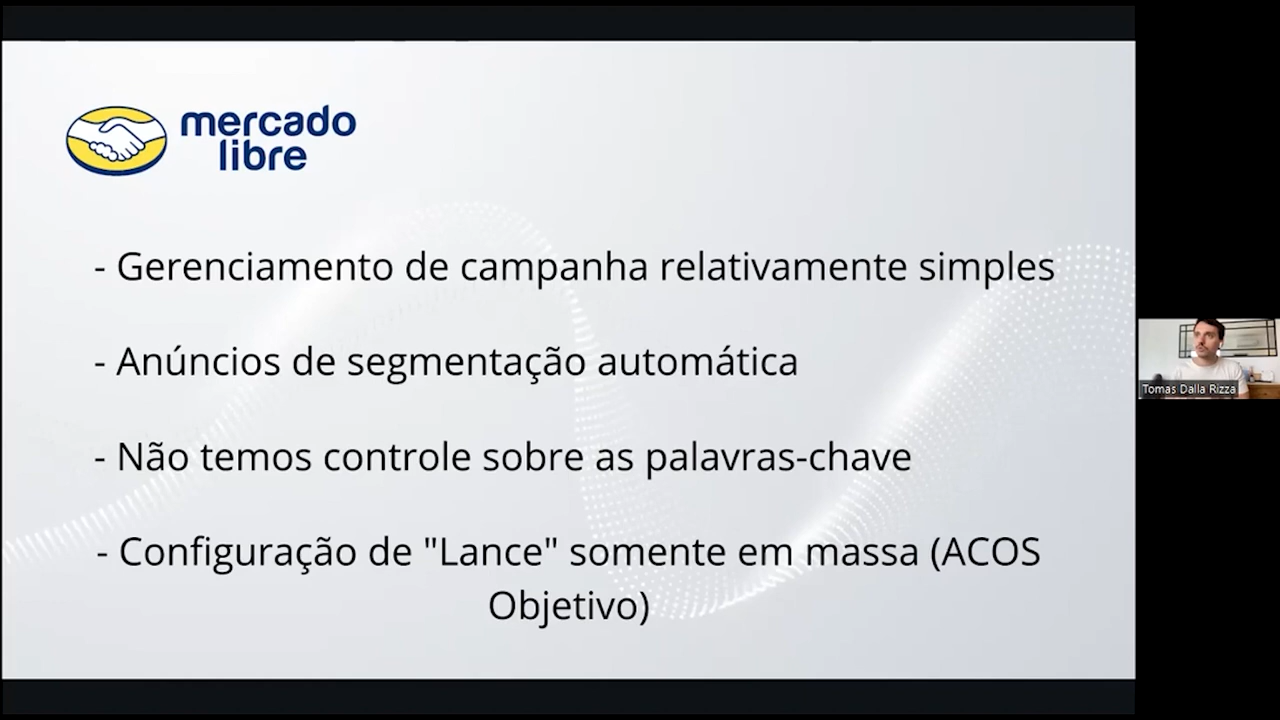 mercado
libre
- Gerenciamento de campanha relativamente simples
- Anúncios de segmentação automática
- Não temos controle sobre as palavras-chave
- Configuração de "Lance" somente em massa (ACOS
Objetivo)
Tomas Dalla Rizza